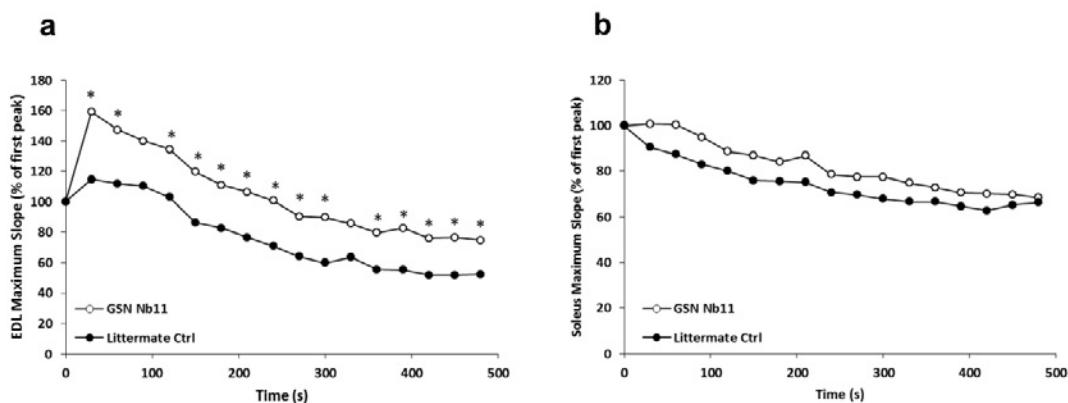 a
EDL Maximum Slope (% of first peak)
180
160
140
120
100
80
60
40
20
0
* * * * * * * * * * * * * * *
GSN Nb11
Littermate Ctrl
0 100 200 300 400 500
Time (s)
b
Soleus Maximum Slope (% of first peak)
120
100
80
60
40
20
0
GSN Nb11
Littermate Ctrl
0 100 200 300 400 500
Time (s)